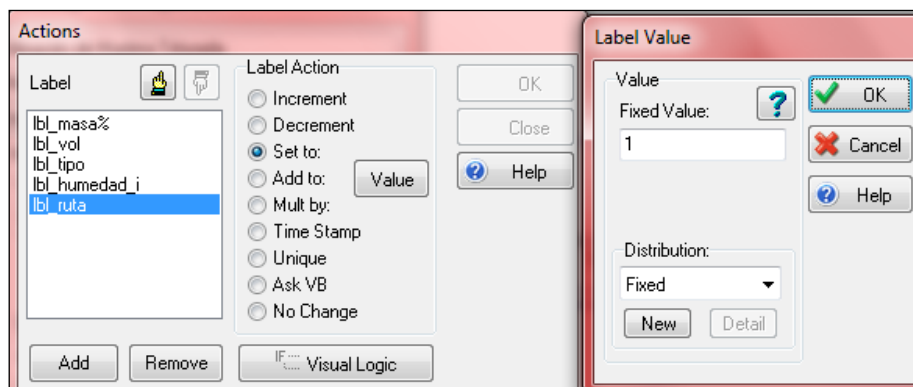 Actions
Label
lbl_masa%
lbl_vol
lbl_tipo
lbl_humedad_i
lbl_ruta
Add
Remove
Label Action
Increment
Decrement
Set to:
Add to:
Value
Mult by:
Time Stamp
Unique
Ask VB
No Change
IF
Visual Logic
OK
Close
? Help
Label Value
Value
Fixed Value:
?
1
Distribution:
Fixed
New
Detail
OK
Cancel
? Help